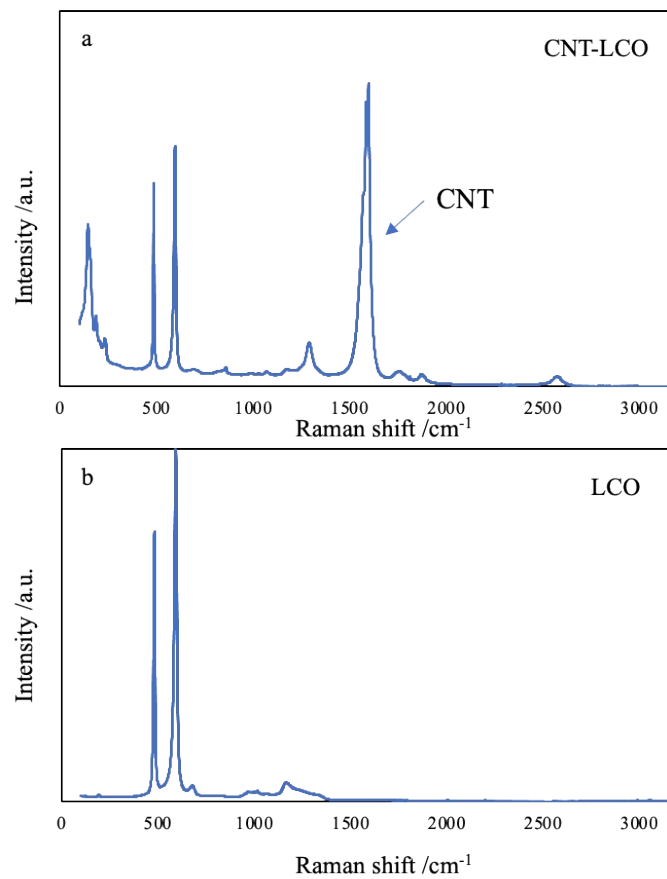 a
CNT-LCO
CNT
Intensity /a.u.
0 500 1000 1500 2000 2500 3000
Raman shift /cm-1
b
LCO
Intensity /a.u.
0 500 1000 1500 2000 2500 3000
Raman shift /cm-1